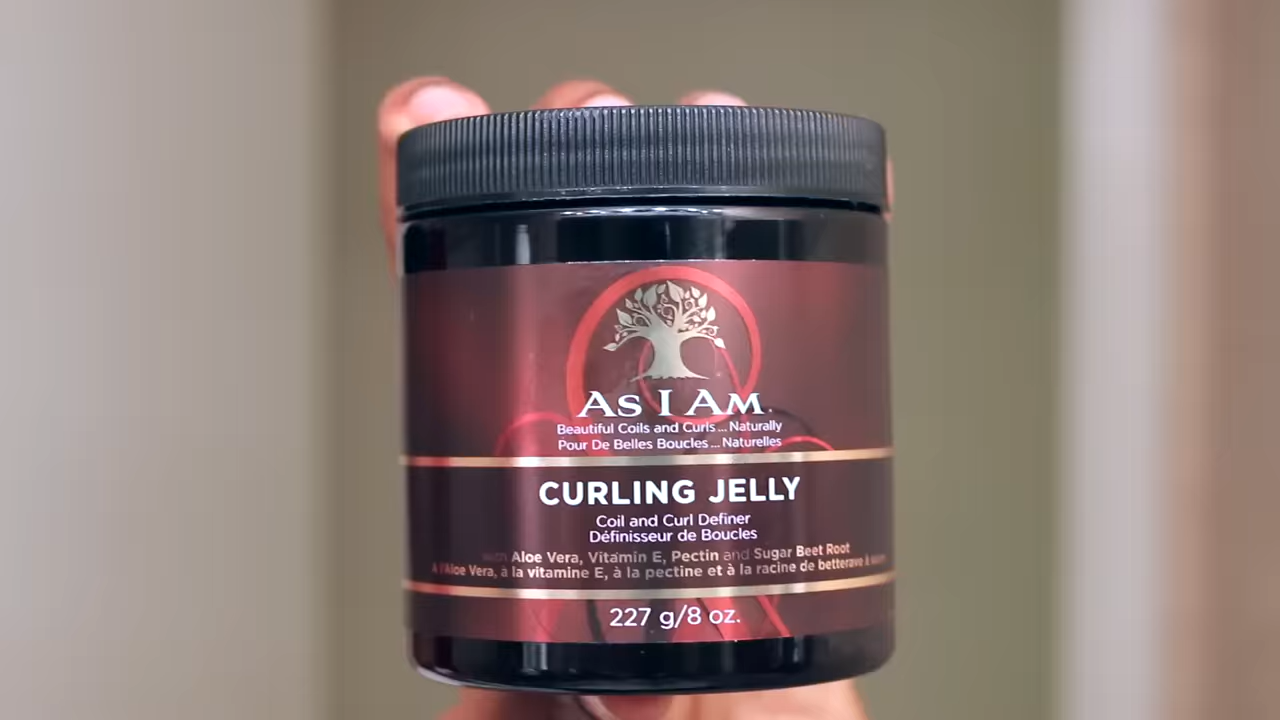 AS I AM
Beautiful Coils and Curls... Naturally
Pour De Belles Boucles... Naturelles
CURLING JELLY
Coil and Curl Definer
Définisseur de Boucles
with Aloe Vera, Vitamin E, Pectin and Sugar Beet Root
À l'Aloe Vera, à la vitamine E, à la pectine et à la racine de betterave à
227 g/8 oz.